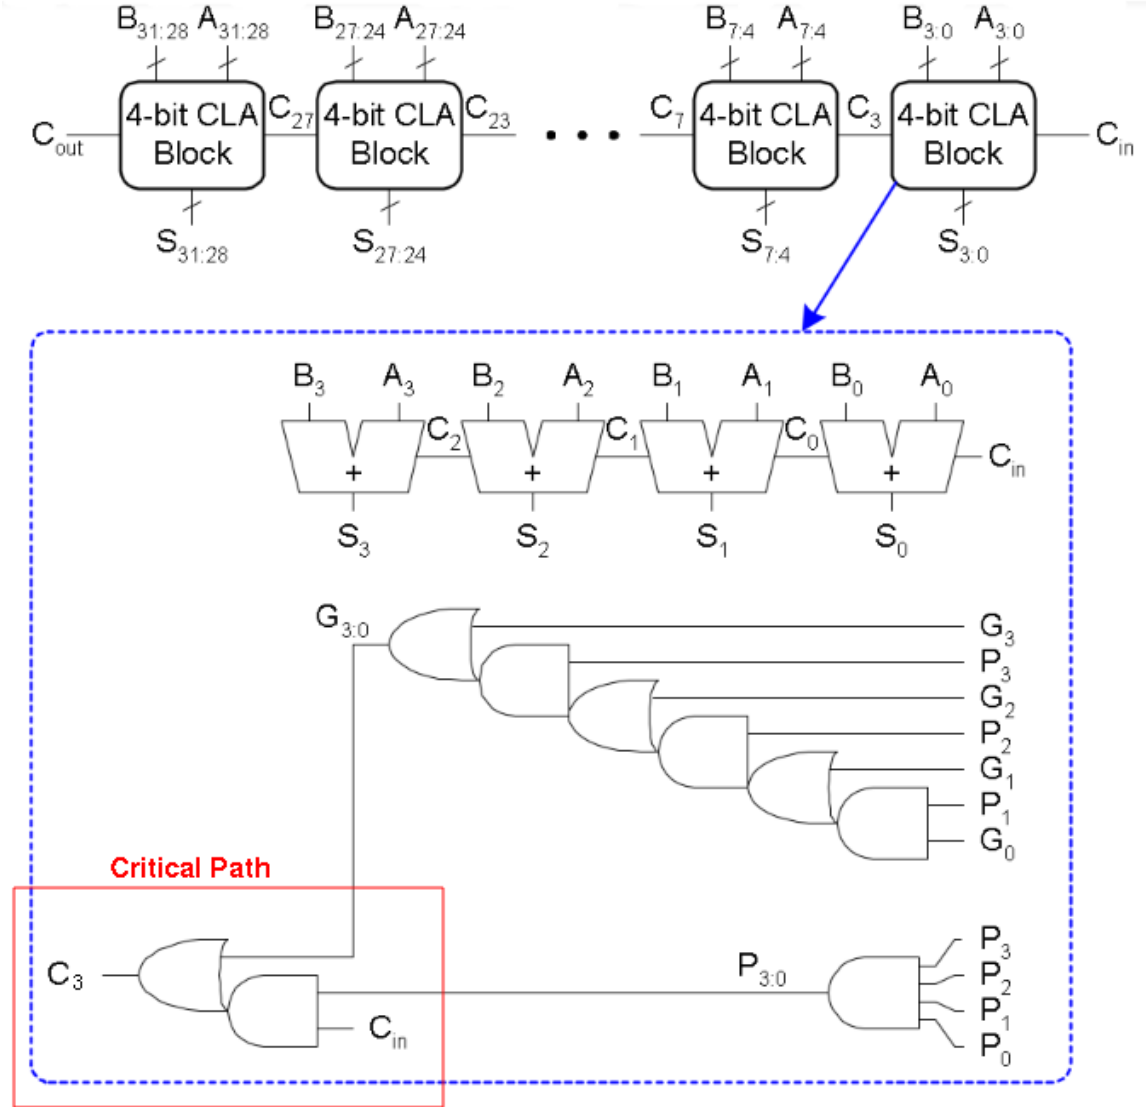 B31:28 A31:28 B27:24 A27:24 B7:4 A7:4 B3:0 A3:0
Cout 4-bit CLA Block C27 4-bit CLA Block C23 • • • C7 4-bit CLA Block C3 4-bit CLA Block Cin
S31:28 S27:24 S7:4 S3:0
B3 A3 B2 A2 B1 A1 B0 A0
C2 C1 C0 Cin
+ + + +
S3 S2 S1 S0
G3:0 G3
P3
G2
P2
G1
P1
G0
Critical Path
P3
C3 P3:0 P2
P1
Cin P0